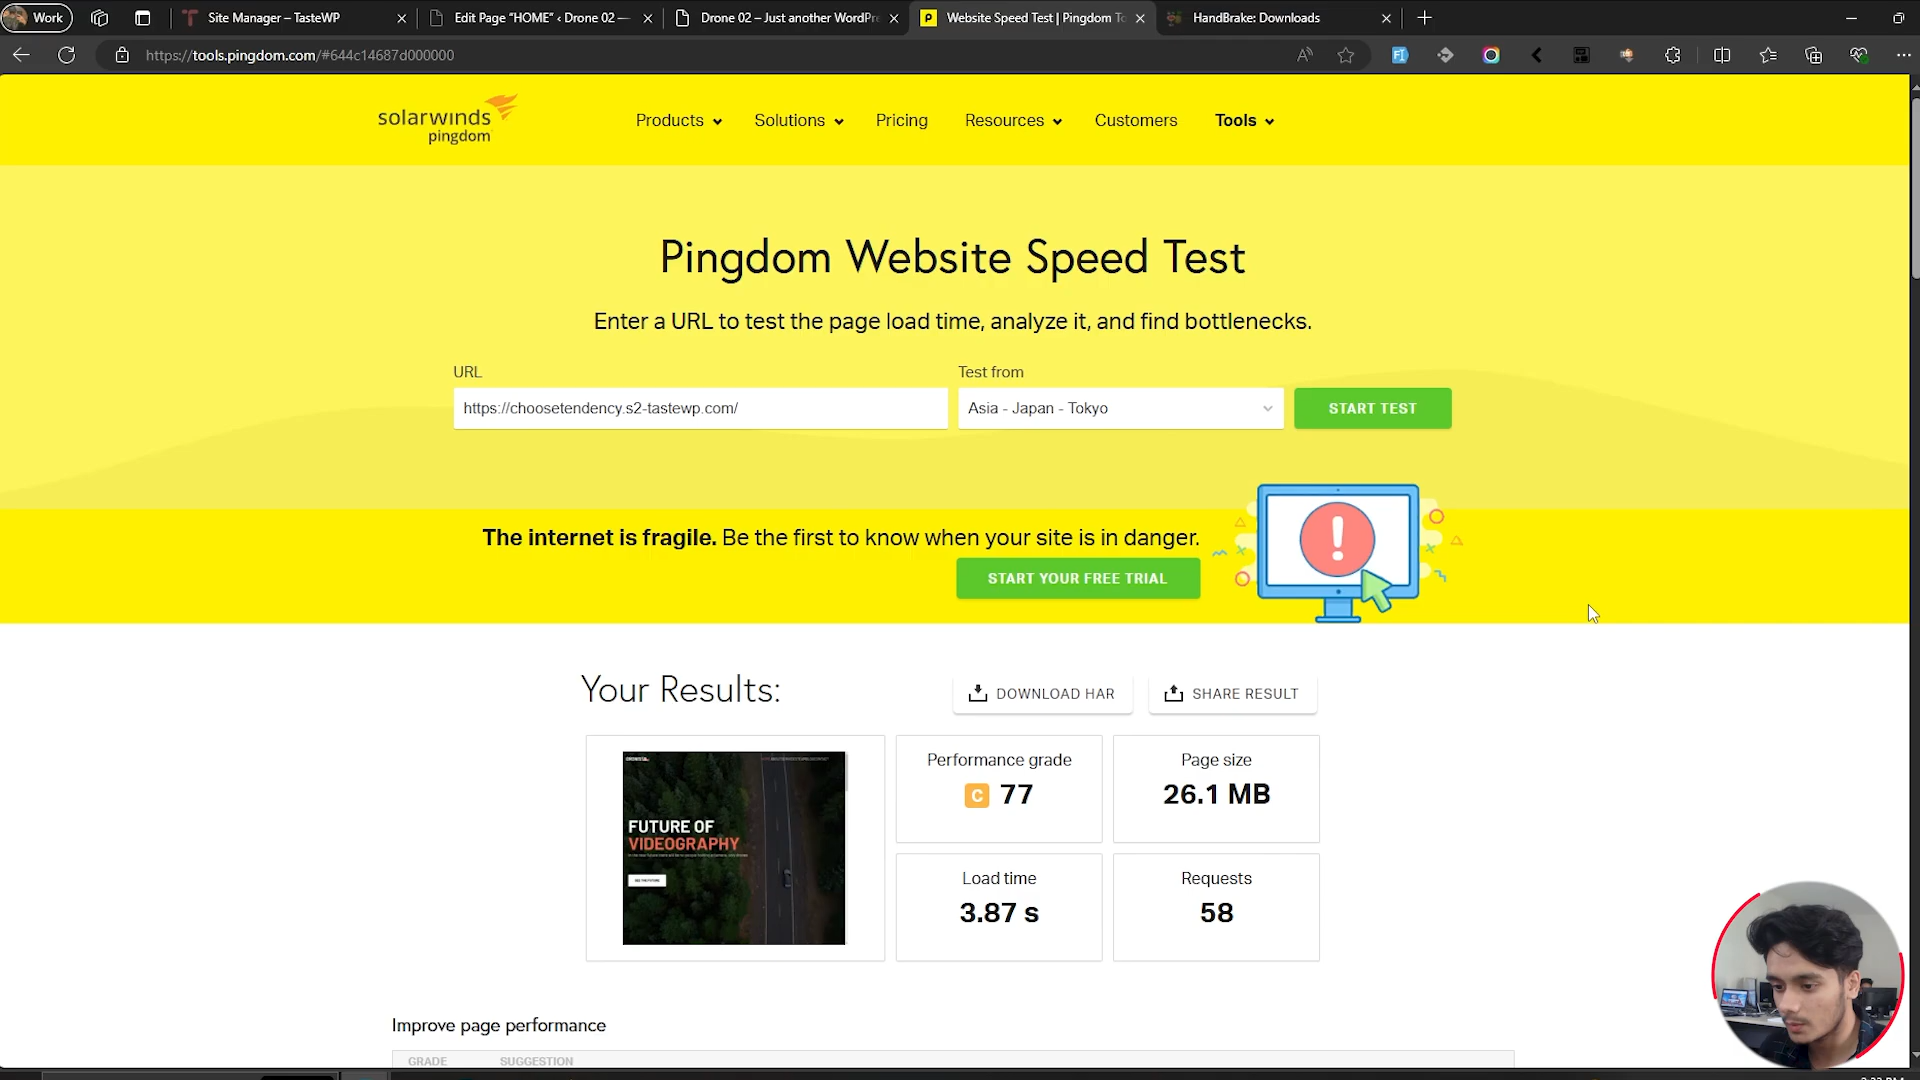 Work
Site Manager – TasteWP
Edit Page “HOME” ‹ Drone 02 —
Drone 02 – Just another WordPre
Website Speed Test | Pingdom To
HandBrake: Downloads
https://tools.pingdom.com/#644c14687d000000
solarwinds
pingdom
Products
Solutions
Pricing
Resources
Customers
Tools
Pingdom Website Speed Test
Enter a URL to test the page load time, analyze it, and find bottlenecks.
URL
Test from
https://choosetendency.s2-tastewp.com/
Asia - Japan - Tokyo
START TEST
The internet is fragile. Be the first to know when your site is in danger.
START YOUR FREE TRIAL
Your Results:
DOWNLOAD HAR
SHARE RESULT
FUTURE OF
VIDEOGRAPHY
SEE THE FUTURE
Performance grade
C 77
Page size
26.1 MB
Load time
3.87 s
Requests
58
Improve page performance
GRADE
SUGGESTION